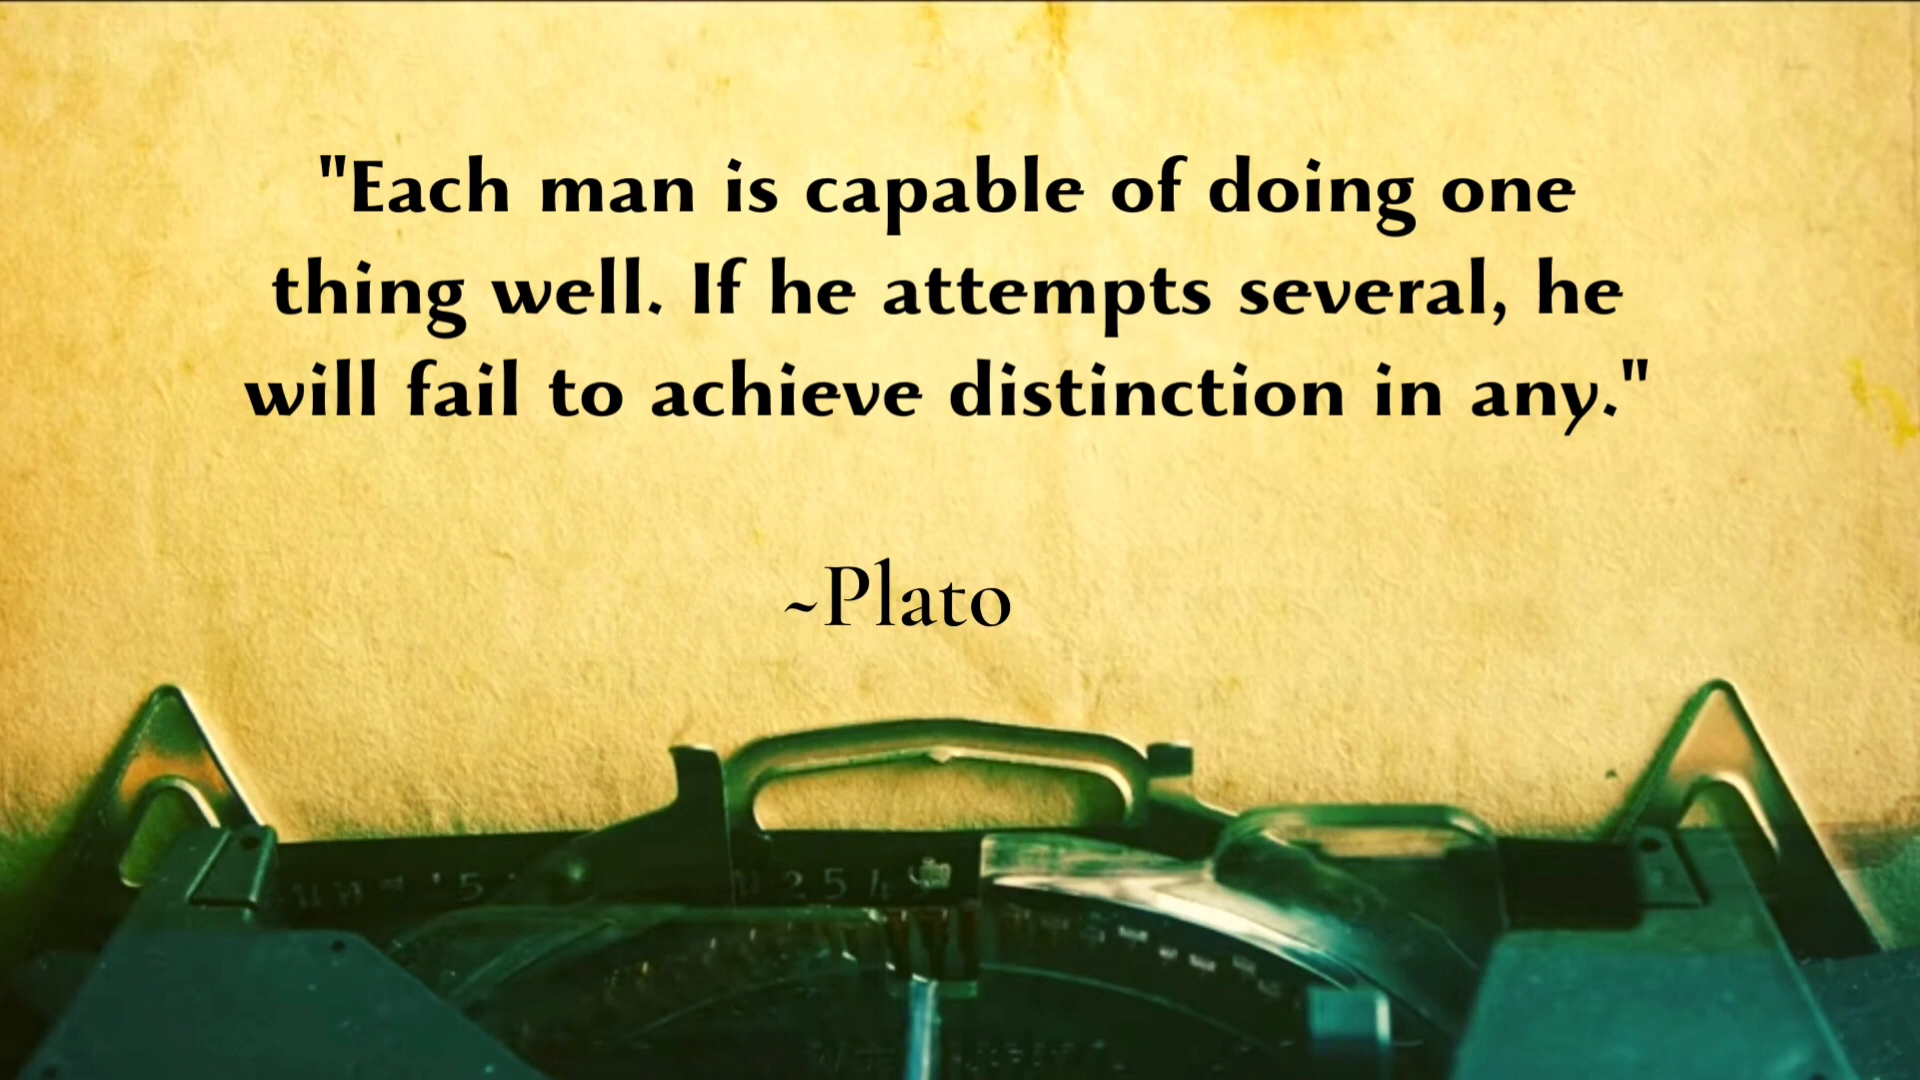 "Each man is capable of doing one
thing well. If he attempts several, he
will fail to achieve distinction in any."
~Plato
254